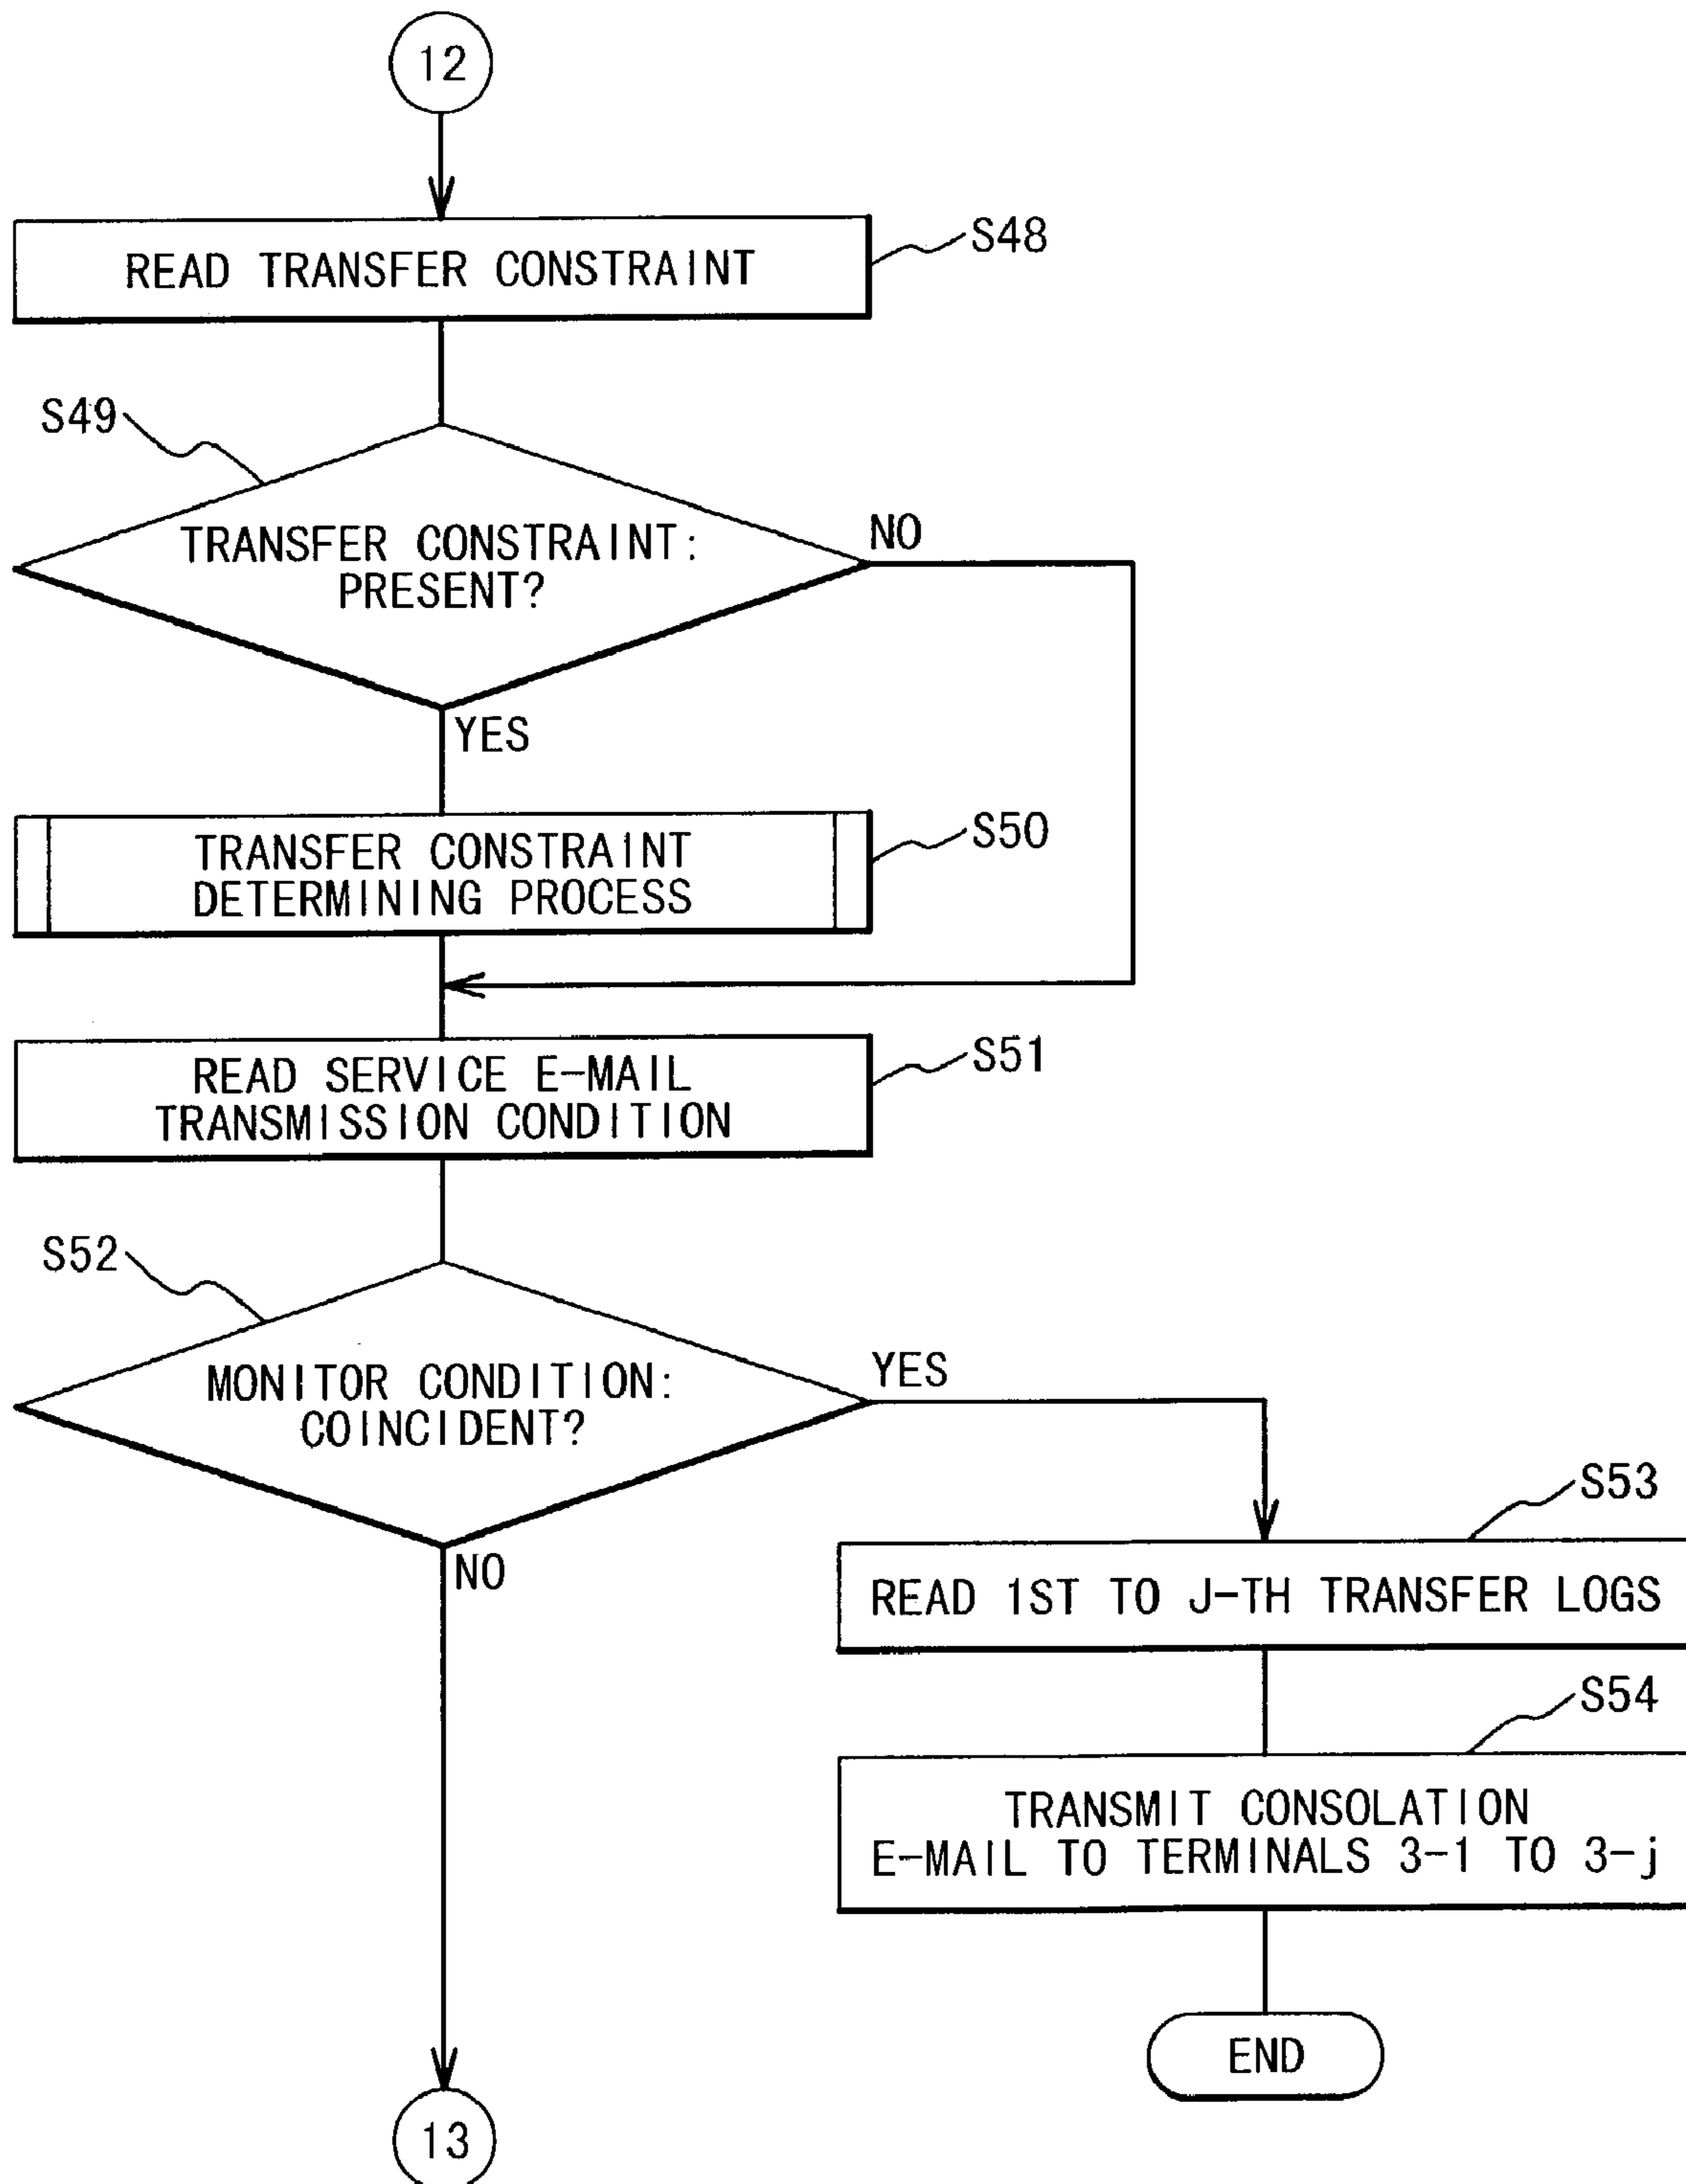 12
READ TRANSFER CONSTRAINT
S48
S49
TRANSFER CONSTRAINT:
PRESENT?
NO
YES
TRANSFER CONSTRAINT
DETERMINING PROCESS
S50
READ SERVICE E-MAIL
TRANSMISSION CONDITION
S51
S52
MONITOR CONDITION:
COINCIDENT?
YES
NO
S53
READ 1ST TO J-TH TRANSFER LOGS
S54
TRANSMIT CONSOLATION
E-MAIL TO TERMINALS 3-1 TO 3-j
END
13